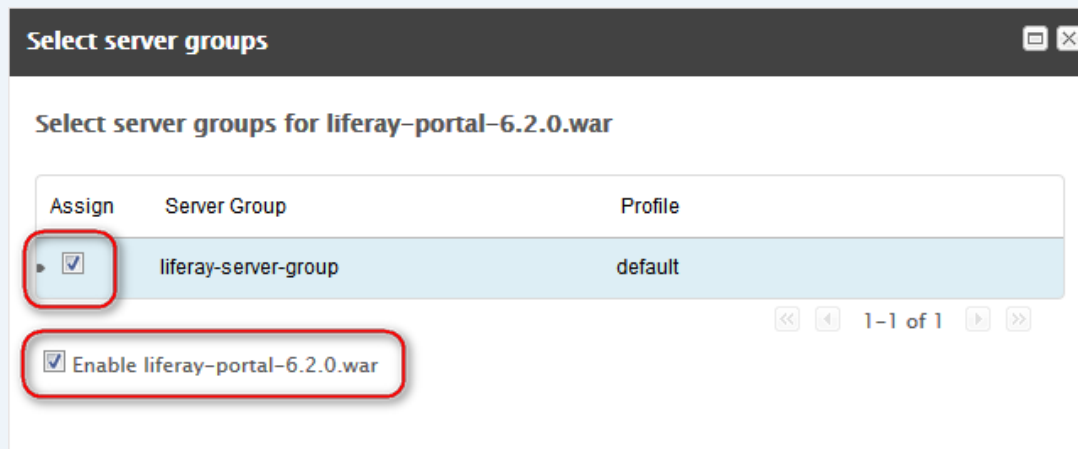 Select server groups
Select server groups for liferay-portal-6.2.0.war
Assign Server Group Profile
liferay-server-group default
1-1 of 1
Enable liferay-portal-6.2.0.war